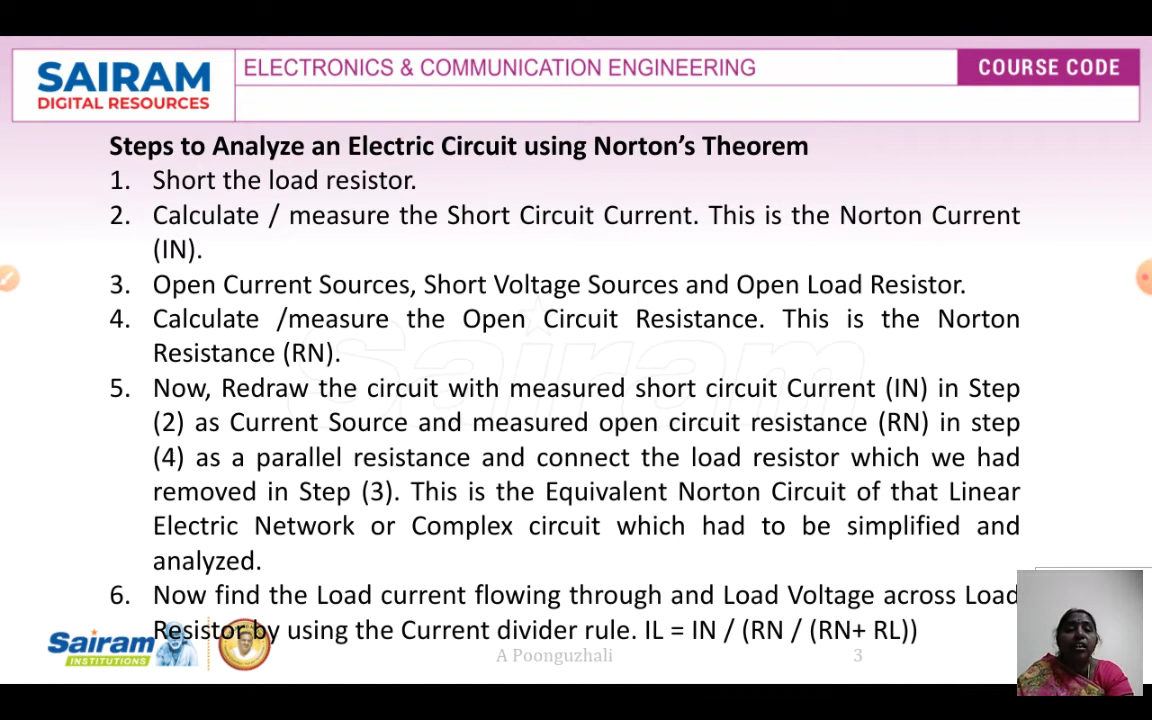 SAIRAM
DIGITAL RESOURCES
ELECTRONICS & COMMUNICATION ENGINEERING
COURSE CODE
Steps to Analyze an Electric Circuit using Norton's Theorem
1. Short the load resistor.
2. Calculate / measure the Short Circuit Current. This is the Norton Current
(IN).
3. Open Current Sources, Short Voltage Sources and Open Load Resistor.
4. Calculate /measure the Open Circuit Resistance. This is the Norton
Resistance (RN).
5. Now, Redraw the circuit with measured short circuit Current (IN) in Step
(2) as Current Source and measured open circuit resistance (RN) in step
(4) as a parallel resistance and connect the load resistor which we had
removed in Step (3). This is the Equivalent Norton Circuit of that Linear
Electric Network or Complex circuit which had to be simplified and
analyzed.
6. Now find the Load current flowing through and Load Voltage across Load
Resistor by using the Current divider rule. IL = IN / (RN / (RN+ RL))
Sairam
INSTITUTIONS
A Poonguzhali
3
Sairam